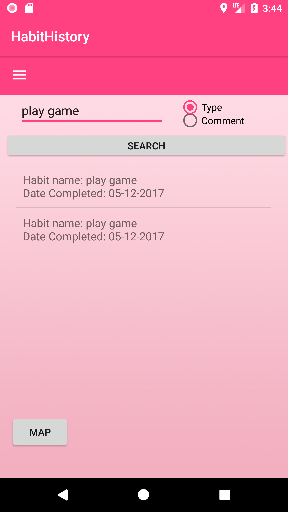 3:44
HabitHistory
play game
Type
Comment
SEARCH
Habit name: play game
Date Completed: 05-12-2017
Habit name: play game
Date Completed: 05-12-2017
MAP